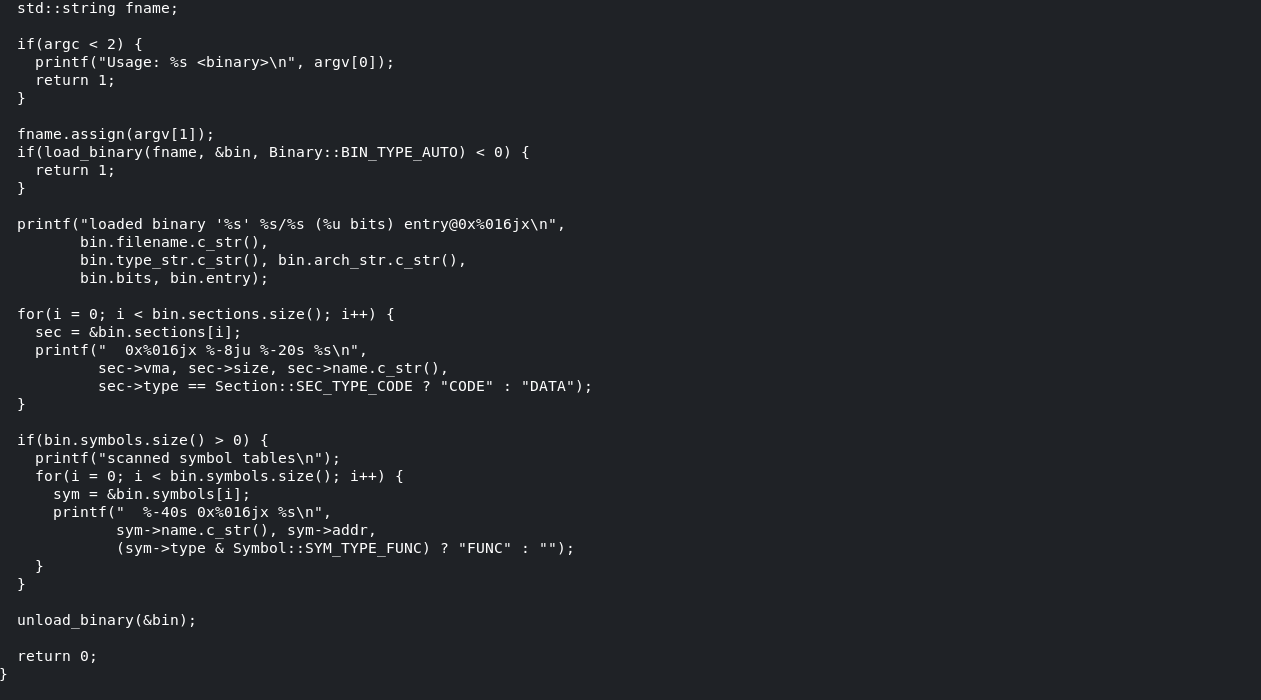 std::string fname;
if(argc < 2) {
printf("Usage: %s <binary>\n", argv[0]);
return 1;
}
fname.assign(argv[1]);
if(load_binary(fname, &bin, Binary::BIN_TYPE_AUTO) < 0) {
return 1;
}
printf("loaded binary '%s' %s/%s (%u bits) entry@0x%016jx\n",
bin.filename.c_str(),
bin.type_str.c_str(), bin.arch_str.c_str(),
bin.bits, bin.entry);
for(i = 0; i < bin.sections.size(); i++) {
sec = &bin.sections[i];
printf("  0x%016jx %-8ju %-20s %s\n",
sec->vma, sec->size, sec->name.c_str(),
sec->type == Section::SEC_TYPE_CODE ? "CODE" : "DATA");
}
if(bin.symbols.size() > 0) {
printf("scanned symbol tables\n");
for(i = 0; i < bin.symbols.size(); i++) {
sym = &bin.symbols[i];
printf("  %-40s 0x%016jx %s\n",
sym->name.c_str(), sym->addr,
(sym->type & Symbol::SYM_TYPE_FUNC) ? "FUNC" : "");
}
}
unload_binary(&bin);
return 0;
}